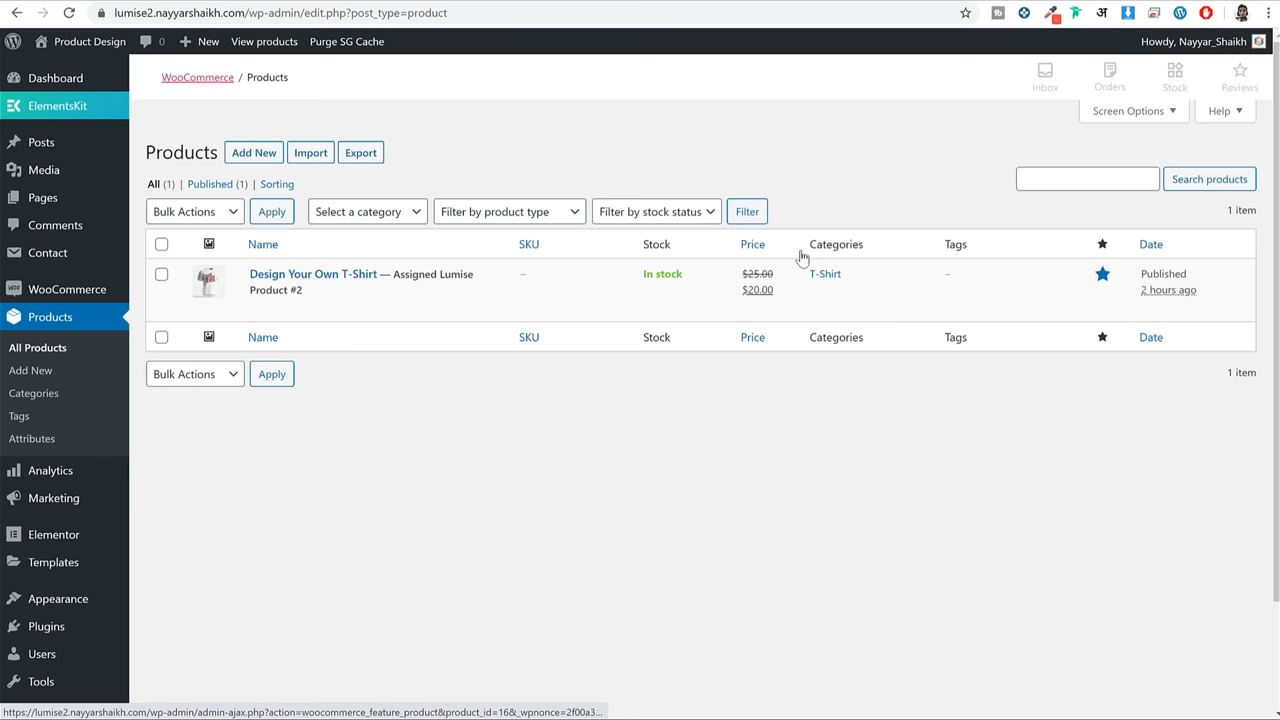 lumise2.nayyarshaikh.com/wp-admin/edit.php?post_type=product
Product Design 0 New View products Purge SG Cache Howdy, Nayyar_Shaikh
Dashboard
ElementsKit
Posts
Media
Pages
Comments
Contact
WooCommerce
Products
All Products
Add New
Categories
Tags
Attributes
Analytics
Marketing
Elementor
Templates
Appearance
Plugins
Users
Tools
WooCommerce / Products
Inbox Orders Stock Reviews
Screen Options Help
Products Add New Import Export
All (1) | Published (1) | Sorting
Search products
Bulk Actions Apply Select a category Filter by product type Filter by stock status Filter
1 item
Name SKU Stock Price Categories Tags Date
Design Your Own T-Shirt — Assigned Lumise – In stock $25.00 T-Shirt – Published
Product #2 $20.00 2 hours ago
Name SKU Stock Price Categories Tags Date
Bulk Actions Apply 1 item
https://lumise2.nayyarshaikh.com/wp-admin/admin-ajax.php?action=woocommerce_feature_product&product_id=16&_wpnonce=2f00a3...